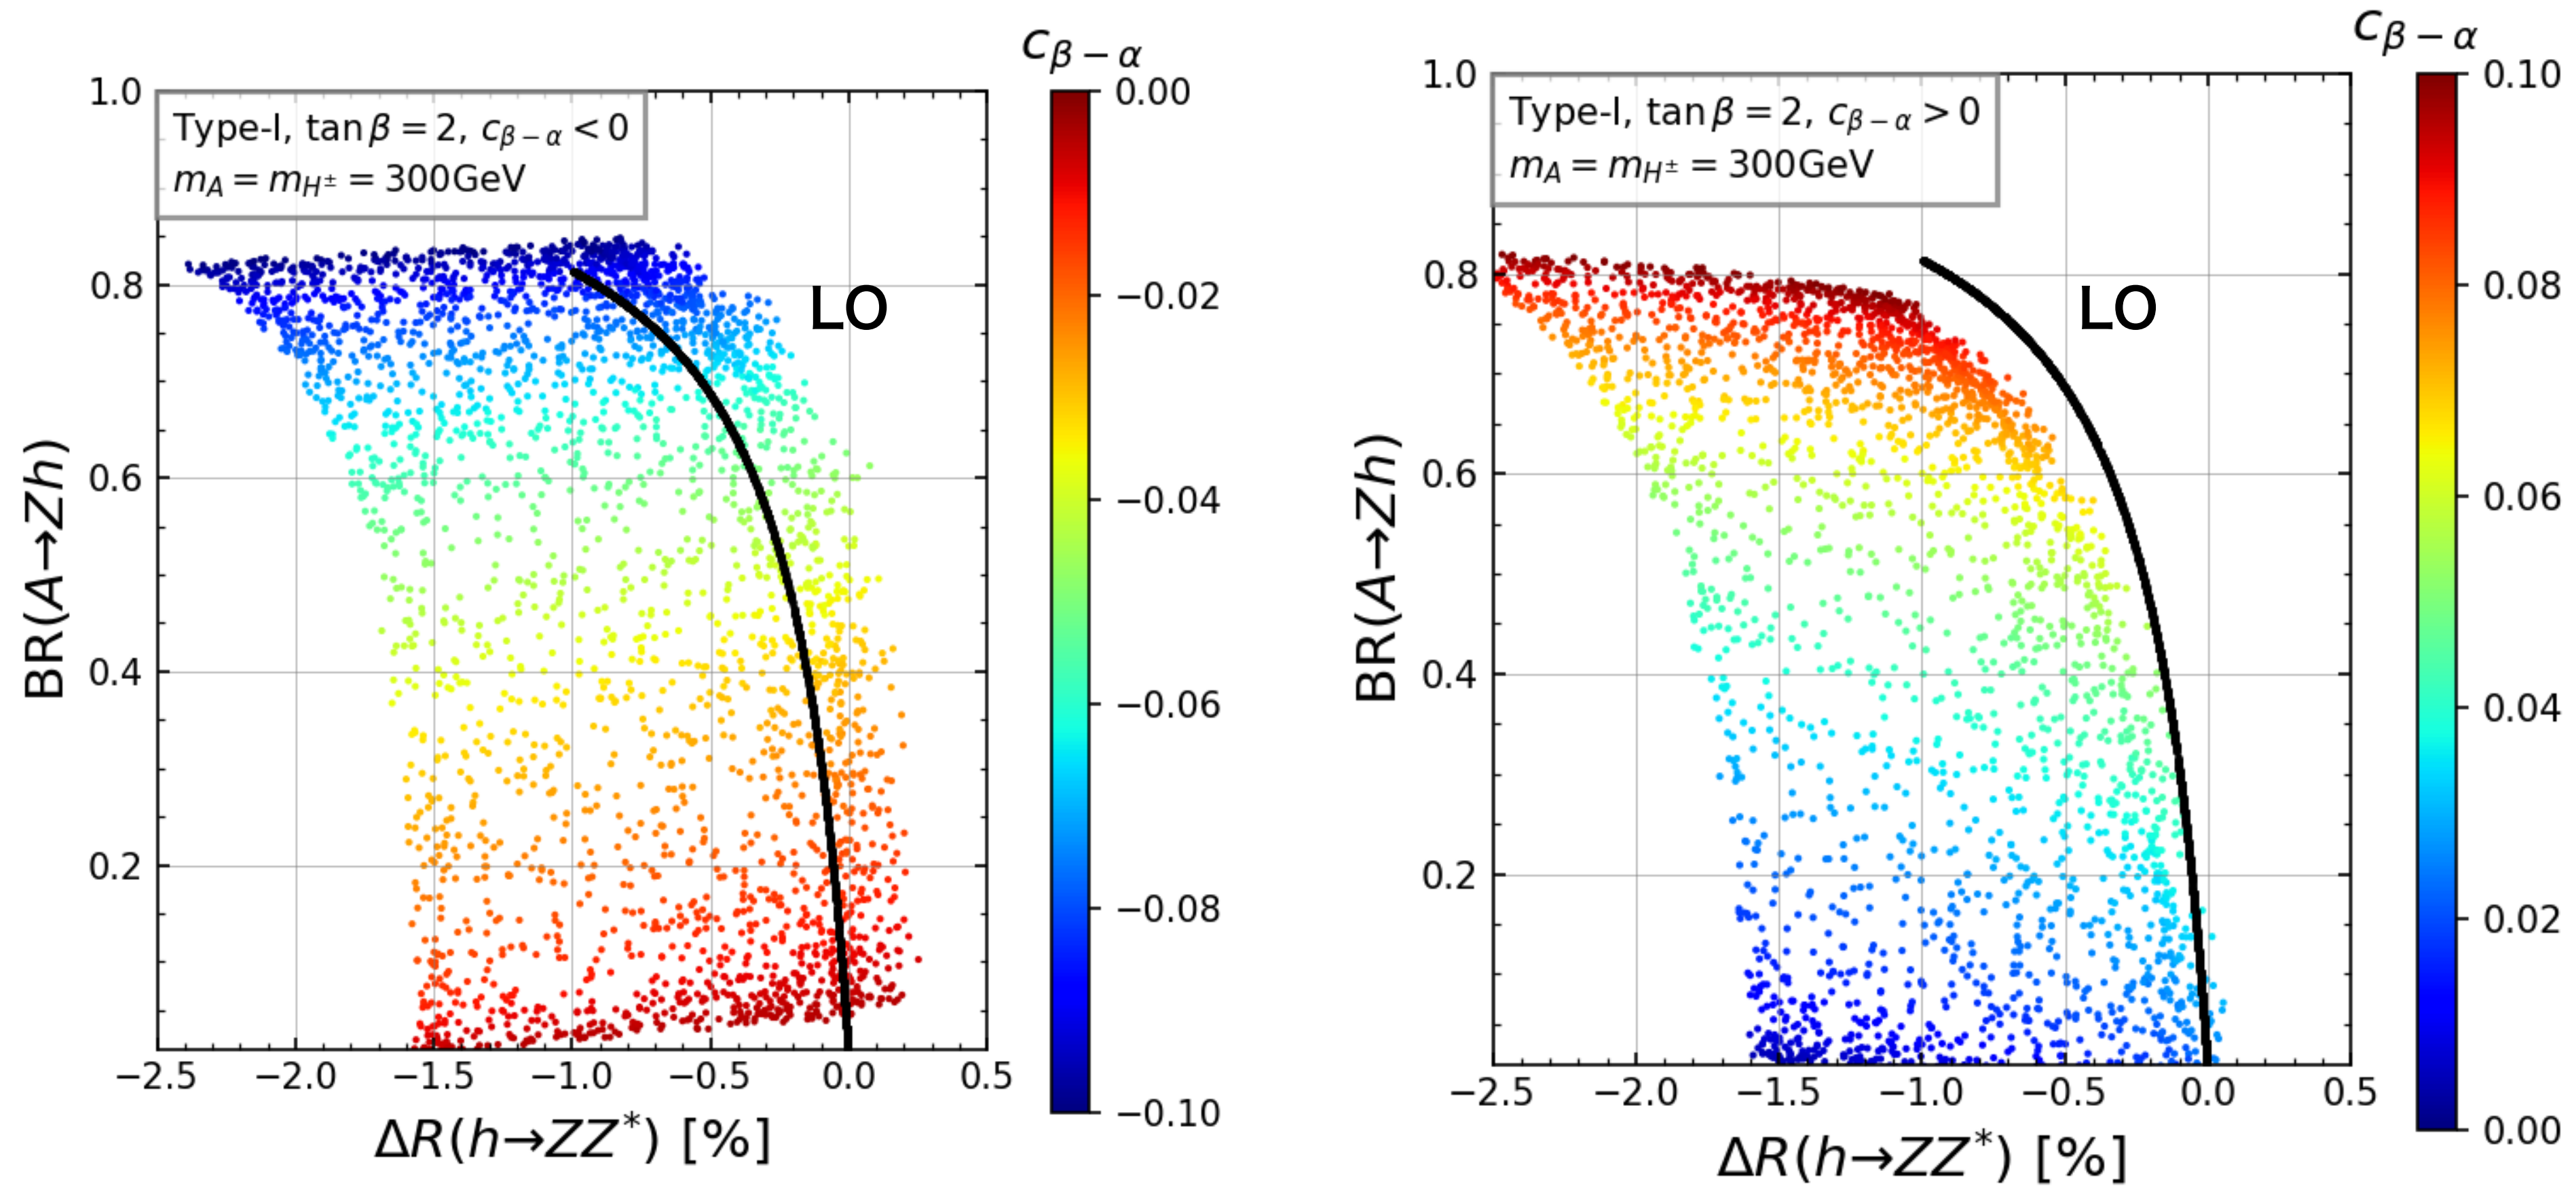 c_{β−α}
1.0
Type-I, tan β = 2, c_{β−α} < 0
m_A = m_{H^±} = 300GeV
0.8
0.6
0.4
0.2
LO
BR(A→Zh)
−2.5 −2.0 −1.5 −1.0 −0.5 0.0 0.5
ΔR(h→ZZ*) [%]
0.00
−0.02
−0.04
−0.06
−0.08
−0.10
c_{β−α}
1.0
Type-I, tan β = 2, c_{β−α} > 0
m_A = m_{H^±} = 300GeV
0.8
0.6
0.4
0.2
LO
BR(A→Zh)
−2.5 −2.0 −1.5 −1.0 −0.5 0.0 0.5
ΔR(h→ZZ*) [%]
0.10
0.08
0.06
0.04
0.02
0.00